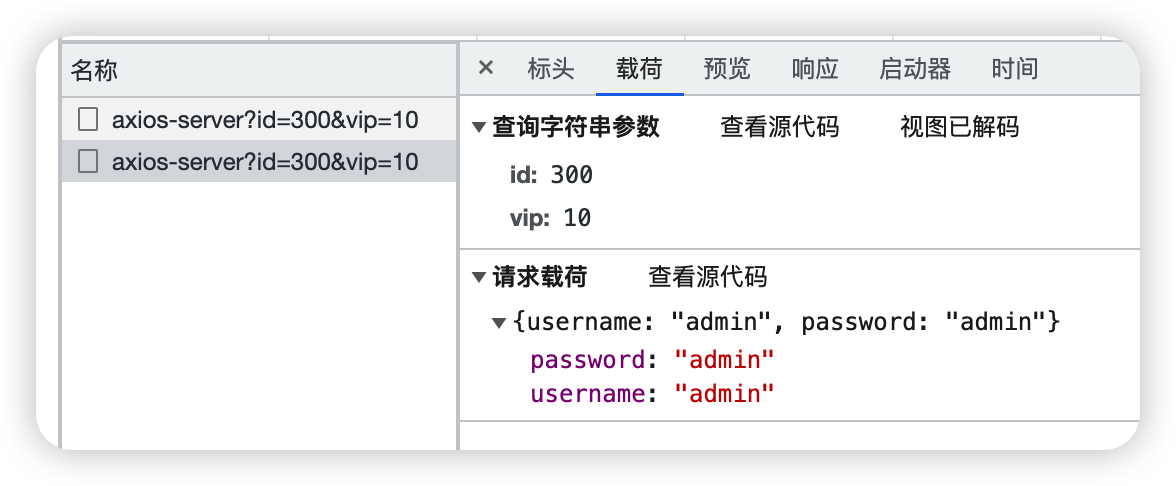 名称
axios-server?id=300&vip=10
axios-server?id=300&vip=10
× 标头 载荷 预览 响应 启动器 时间
▼查询字符串参数 查看源代码 视图已解码
id: 300
vip: 10
▼请求载荷 查看源代码
▼{username: "admin", password: "admin"}
password: "admin"
username: "admin"